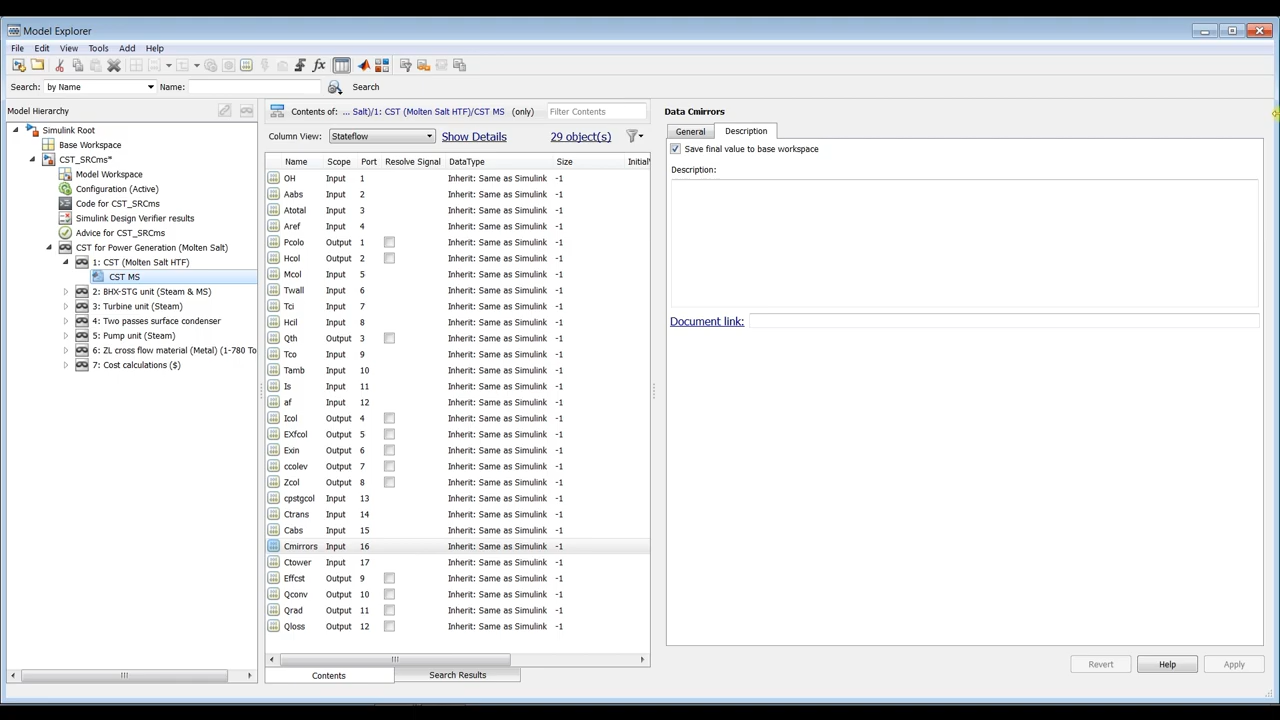 Model Explorer
File Edit View Tools Add Help
Search: by Name Name: Search
Model Hierarchy
Simulink Root
Base Workspace
CST_SRCms*
Model Workspace
Configuration (Active)
Code for CST_SRCms
Simulink Design Verifier results
Advice for CST_SRCms
CST for Power Generation (Molten Salt)
1: CST (Molten Salt HTF)
CST MS
2: BHX-STG unit (Steam & MS)
3: Turbine unit (Steam)
4: Two passes surface condenser
5: Pump unit (Steam)
6: ZL cross flow material (Metal) (1-780 To
7: Cost calculations ($)
Contents of: ... Salt)/1: CST (Molten Salt HTF)/CST MS (only) Filter Contents
Column View: Stateflow Show Details 29 object(s)
Name Scope Port Resolve Signal DataType Size InitialV
OH Input 1 Inherit: Same as Simulink -1
Aabs Input 2 Inherit: Same as Simulink -1
Atotal Input 3 Inherit: Same as Simulink -1
Aref Input 4 Inherit: Same as Simulink -1
Pcolo Output 1 Inherit: Same as Simulink -1
Hcol Output 2 Inherit: Same as Simulink -1
Mcol Input 5 Inherit: Same as Simulink -1
Twall Input 6 Inherit: Same as Simulink -1
Tci Input 7 Inherit: Same as Simulink -1
Hcil Input 8 Inherit: Same as Simulink -1
Qth Output 3 Inherit: Same as Simulink -1
Tco Input 9 Inherit: Same as Simulink -1
Tamb Input 10 Inherit: Same as Simulink -1
Is Input 11 Inherit: Same as Simulink -1
af Input 12 Inherit: Same as Simulink -1
Icol Output 4 Inherit: Same as Simulink -1
EXfcol Output 5 Inherit: Same as Simulink -1
Exin Output 6 Inherit: Same as Simulink -1
ccolev Output 7 Inherit: Same as Simulink -1
Zcol Output 8 Inherit: Same as Simulink -1
cpstgcol Input 13 Inherit: Same as Simulink -1
Ctrans Input 14 Inherit: Same as Simulink -1
Cabs Input 15 Inherit: Same as Simulink -1
Cmirrors Input 16 Inherit: Same as Simulink -1
Ctower Input 17 Inherit: Same as Simulink -1
Effcst Output 9 Inherit: Same as Simulink -1
Qconv Output 10 Inherit: Same as Simulink -1
Qrad Output 11 Inherit: Same as Simulink -1
Qloss Output 12 Inherit: Same as Simulink -1
Contents Search Results
Data Cmirrors
General Description
Save final value to base workspace
Description:
Document link:
Revert Help Apply